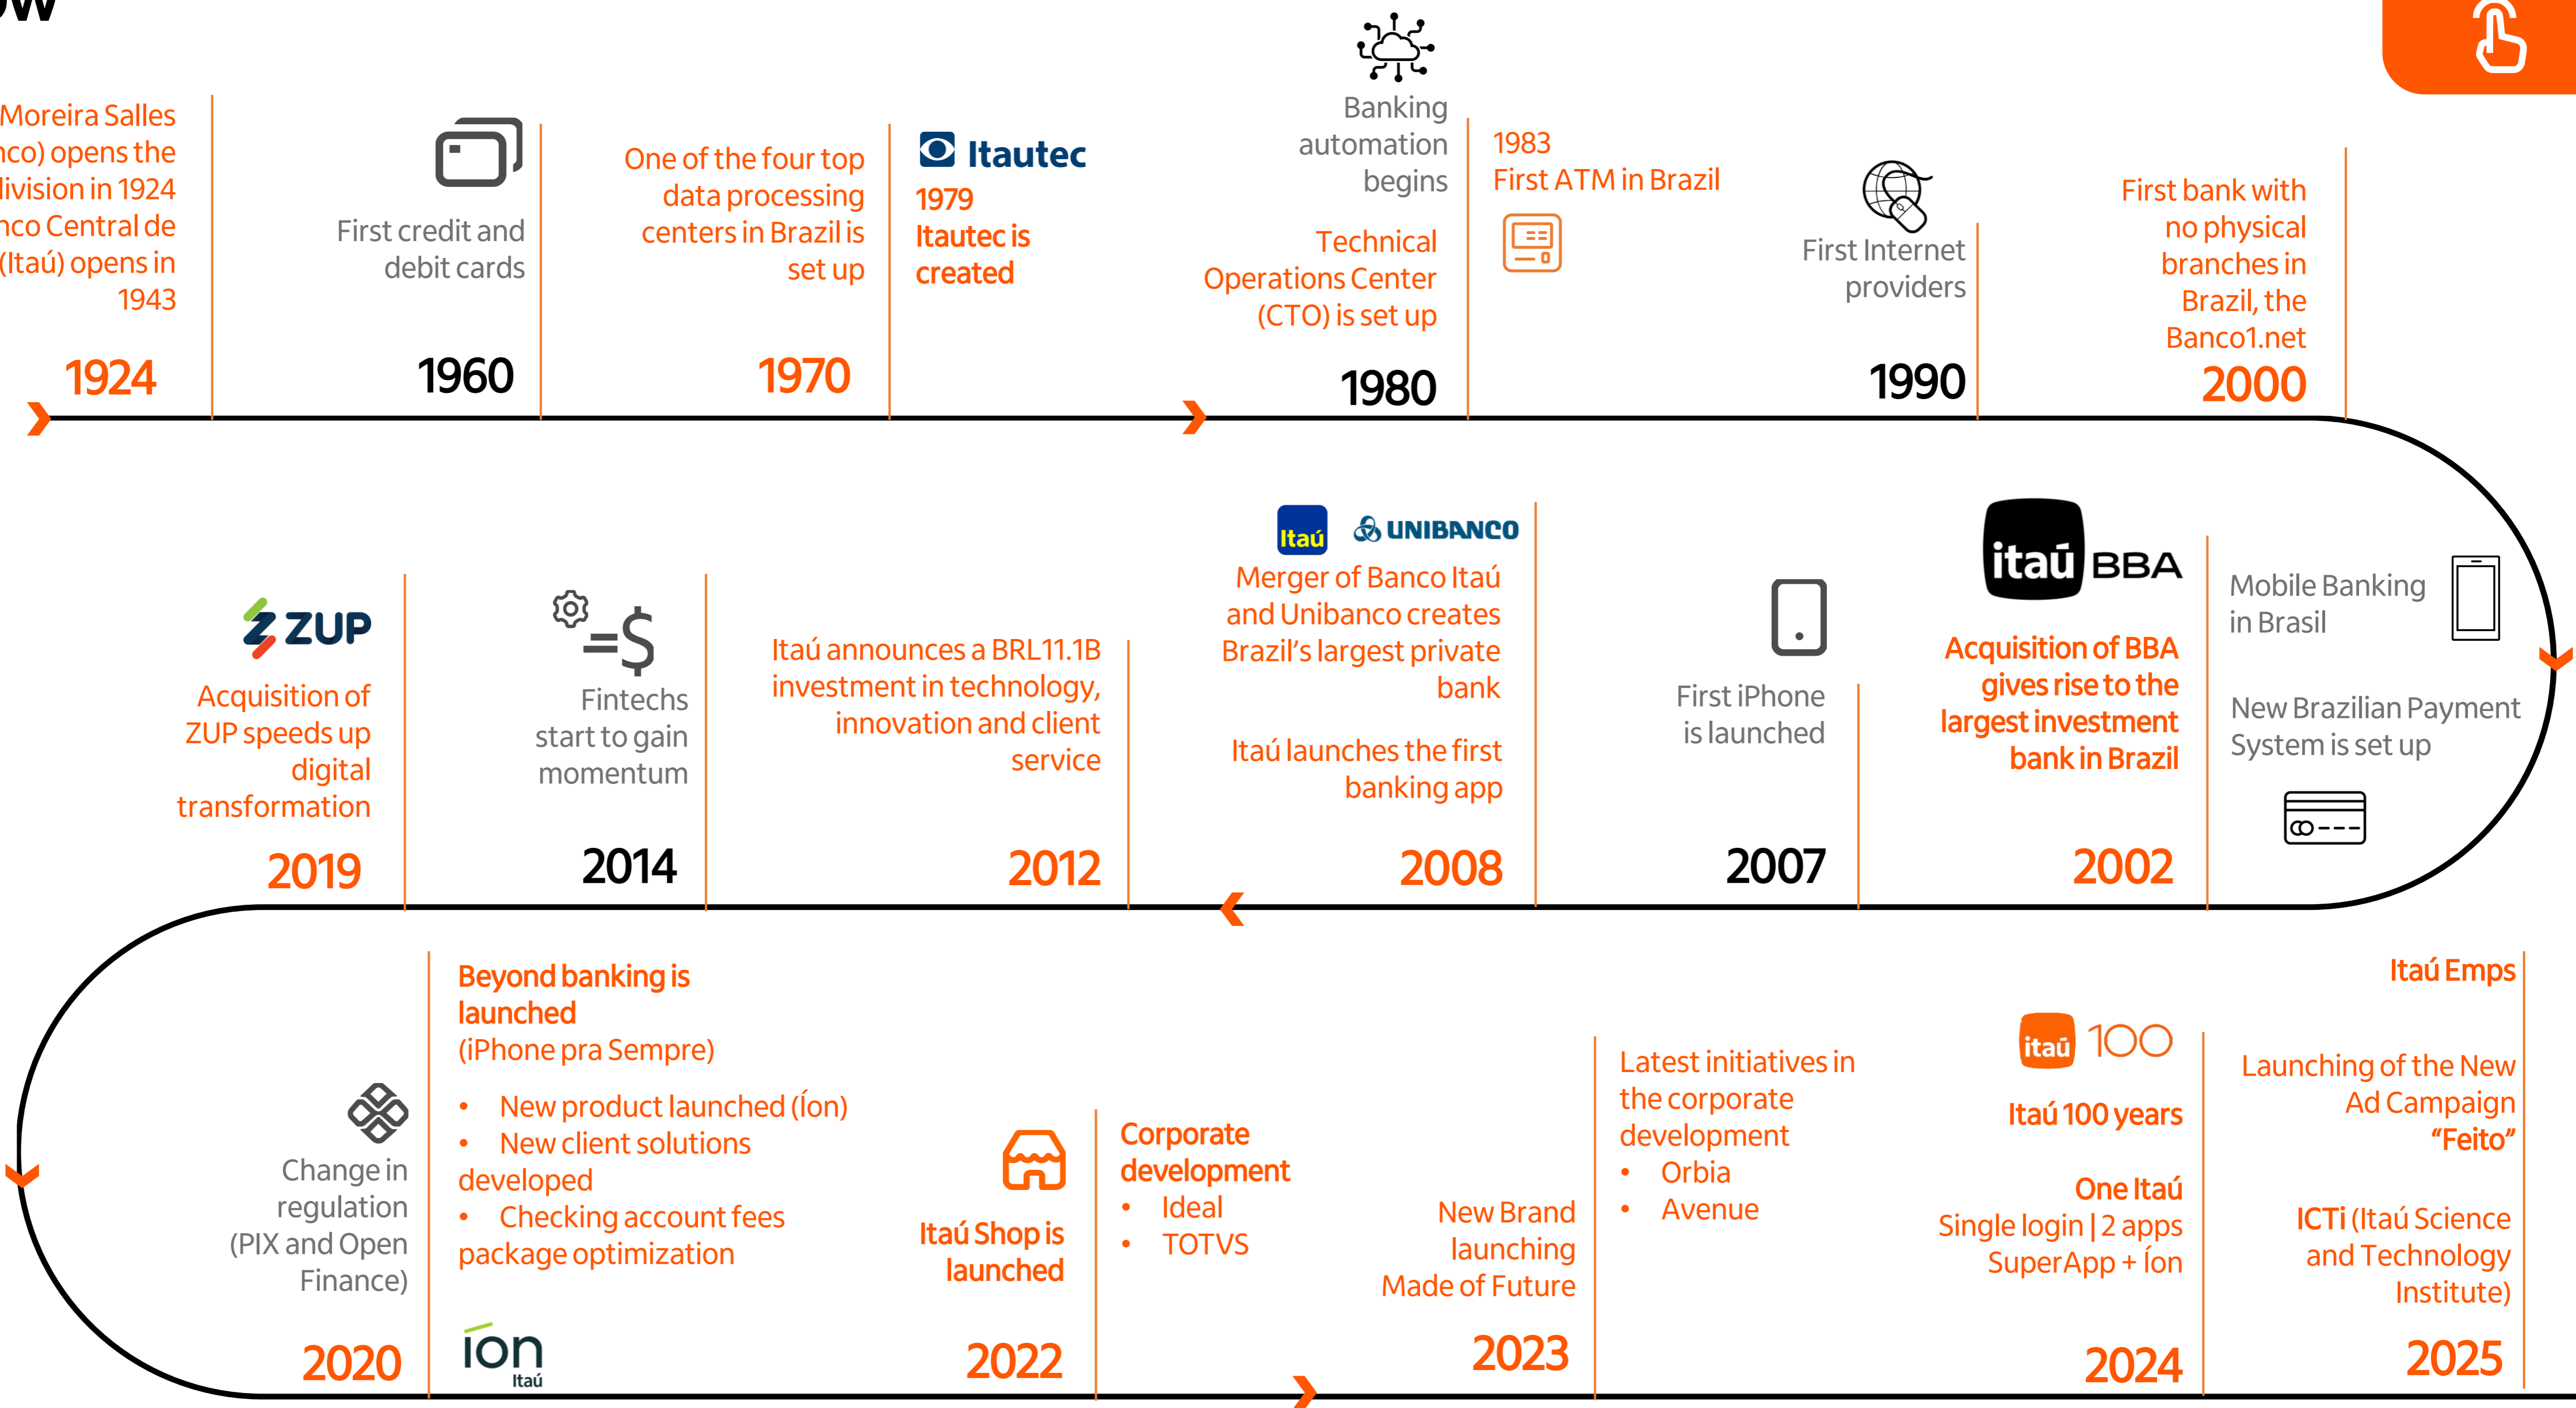 Moreira Salles
opens the
in 1924
Central de
(Itaú) opens in
1943
1924
First credit and
debit cards
1960
One of the four top
data processing
centers in Brazil is
set up
1970
Itautec
1979
Itautec is
created
Banking
automation
begins
Technical
Operations Center
(CTO) is set up
1980
1983
First ATM in Brazil
First Internet
providers
1990
First bank with
no physical
branches in
Brazil, the
Banco1.net
2000
Mobile Banking
in Brasil
New Brazilian Payment
System is set up
itaú BBA
Acquisition of BBA
gives rise to the
largest investment
bank in Brazil
2002
First iPhone
is launched
2007
Itaú UNIBANCO
Merger of Banco Itaú
and Unibanco creates
Brazil's largest private
bank
Itaú launches the first
banking app
2008
Itaú announces a BRL11.1B
investment in technology,
innovation and client
service
2012
=$
Fintechs
start to gain
momentum
2014
ZUP
Acquisition of
ZUP speeds up
digital
transformation
2019
Change in
regulation
(PIX and Open
Finance)
2020
Beyond banking is
launched
(iPhone pra Sempre)
• New product launched (Íon)
• New client solutions
developed
• Checking account fees
package optimization
íon
Itaú
Itaú Shop is
launched
2022
Corporate
development
• Ideal
• TOTVS
New Brand
launching
Made of Future
2023
Latest initiatives in
the corporate
development
• Orbia
• Avenue
itaú 100
Itaú 100 years
One Itaú
Single login | 2 apps
SuperApp + Íon
2024
Itaú Emps
Launching of the New
Ad Campaign
“Feito”
ICTi (Itaú Science
and Technology
Institute)
2025